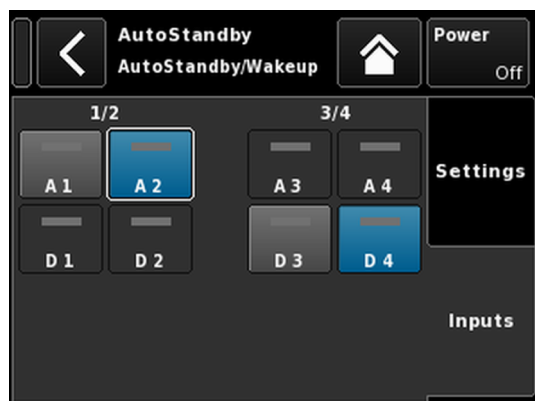 AutoStandby
AutoStandby/Wakeup
Power
Off
1/2
3/4
A 1
A 2
A 3
A 4
D 1
D 2
D 3
D 4
Settings
Inputs